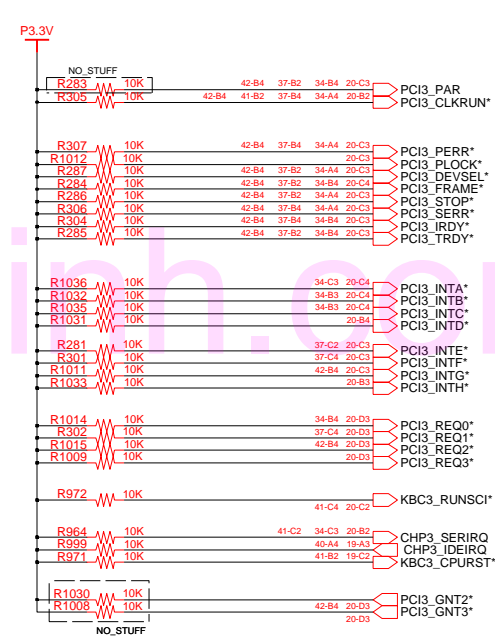 P3.3V
NO_STUFF
R283 10K 42-B4 37-B2 34-B4 20-C3 PCI3_PAR
R305 10K 42-B4 41-B2 37-B4 34-A4 20-B2 PCI3_CLKRUN*
R307 10K 42-B4 37-B4 34-A4 20-C3 PCI3_PERR*
R1012 10K 20-C3 PCI3_PLOCK*
R287 10K 42-B4 37-B2 34-A4 20-C3 PCI3_DEVSEL*
R284 10K 42-B4 37-B2 34-B4 20-C3 PCI3_FRAME*
R286 10K 42-B4 37-B2 34-A4 20-C3 PCI3_STOP*
R306 10K 42-B4 37-B4 34-A4 20-C3 PCI3_SERR*
R304 10K 42-B4 37-B2 34-A4 20-C3 PCI3_IRDY*
R285 10K 42-B4 37-B2 34-A4 20-C3 PCI3_TRDY*
inh.co
R1036 10K 34-C3 20-C4 PCI3_INTA*
R1032 10K 34-B3 20-C4 PCI3_INTB*
R1035 10K 34-B3 20-C4 PCI3_INTC*
R1031 10K 20-B4 PCI3_INTD*
R281 10K 37-C2 20-C3 PCI3_INTE*
R301 10K 37-C4 20-C3 PCI3_INTF*
R1011 10K 42-B4 20-C3 PCI3_INTG*
R1033 10K 20-B3 PCI3_INTH*
R1014 10K 34-B4 20-D3 PCI3_REQ0*
R302 10K 37-C4 20-D3 PCI3_REQ1*
R1015 10K 42-B4 20-D3 PCI3_REQ2*
R1009 10K 20-D3 PCI3_REQ3*
R972 10K KBC3_RUNSCI*
41-C4 20-C2
R964 10K 41-C2 34-C3 20-B2 CHP3_SERIRQ
R999 10K 40-A4 19-A3 CHP3_IDEIRQ
R971 10K 41-B2 19-C2 KBC3_CPURST*
R1030 10K PCI3_GNT2*
R1008 10K 42-B4 20-D3 PCI3_GNT3*
20-D3
NO_STUFF